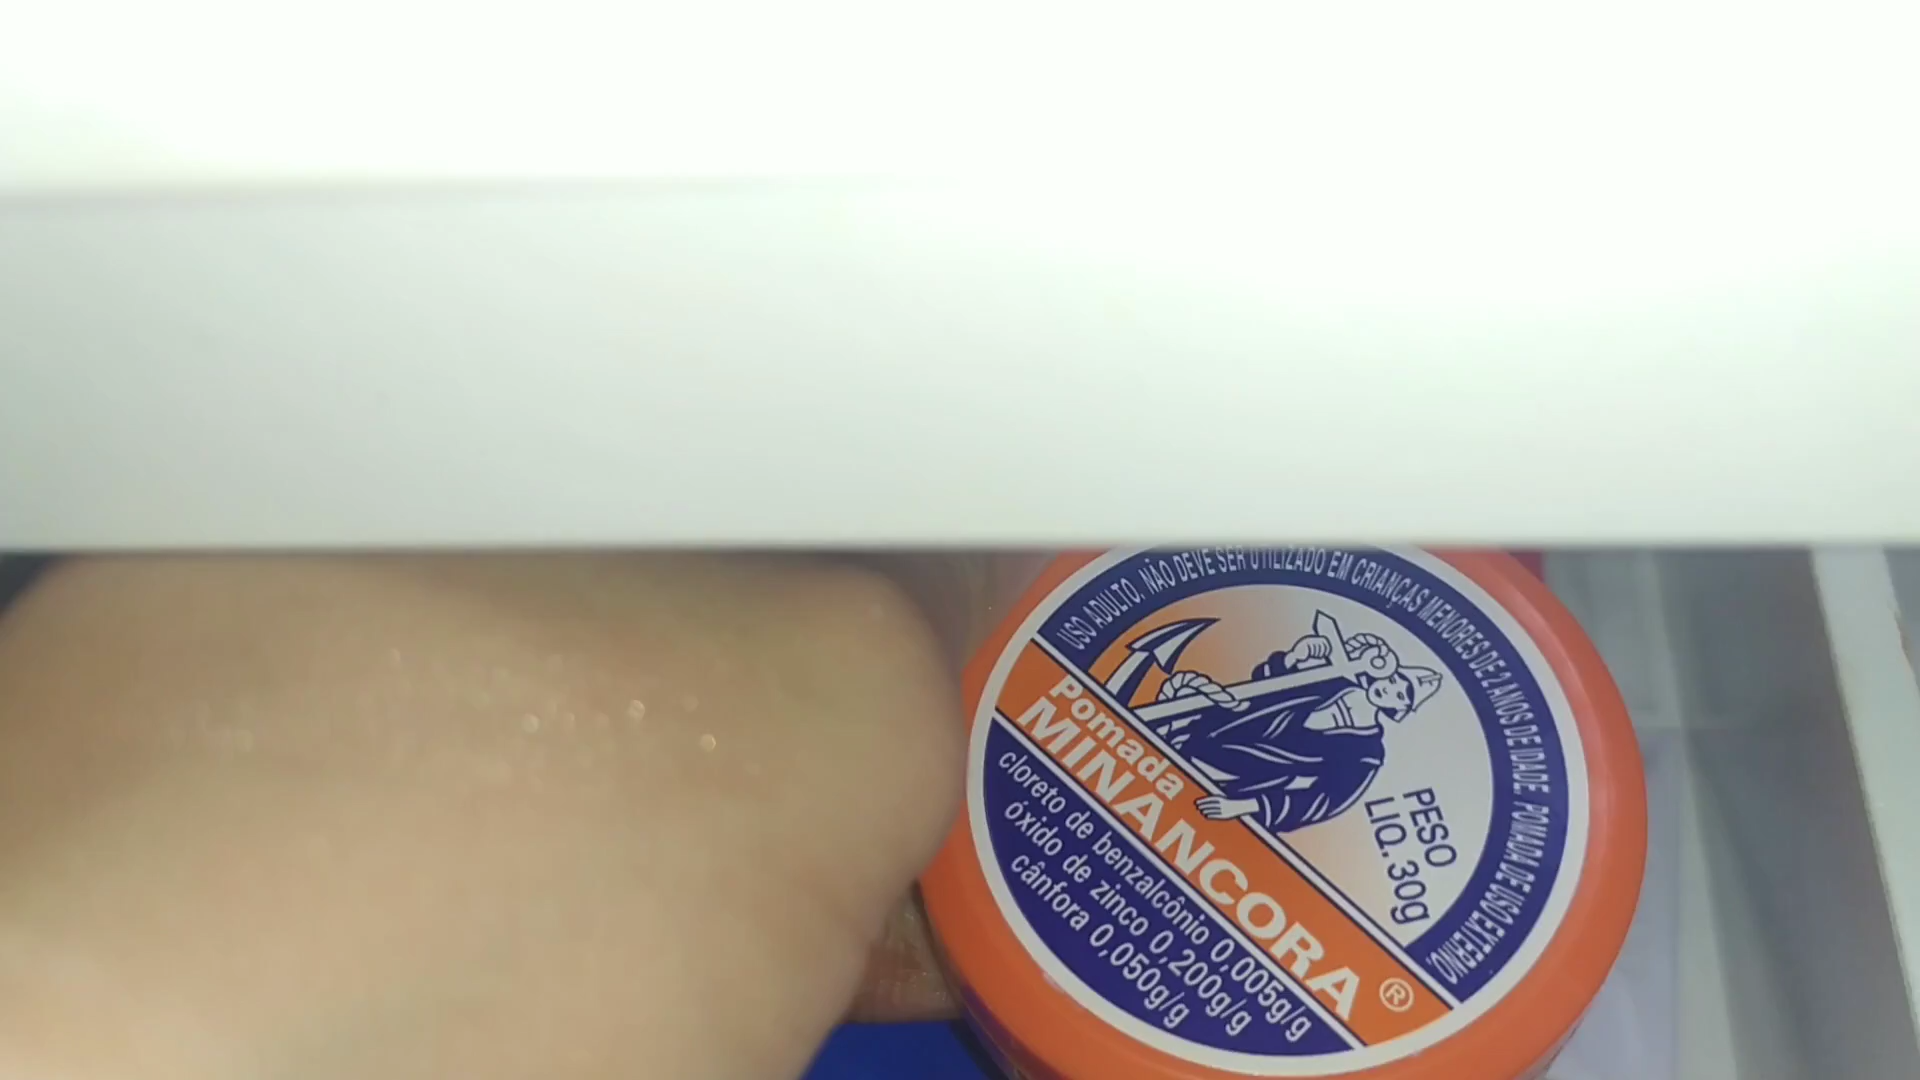 USO ADULTO. NÃO DEVE SER UTILIZADO EM CRIANÇAS MENORES DE 2 ANOS DE IDADE. POMADA DE USO EXTERNO.
PESO
LIQ. 30g
Pomada
MINANCORA ®
cloreto de benzalcônio 0,005g/g
óxido de zinco 0,200g/g
cânfora 0,050g/g